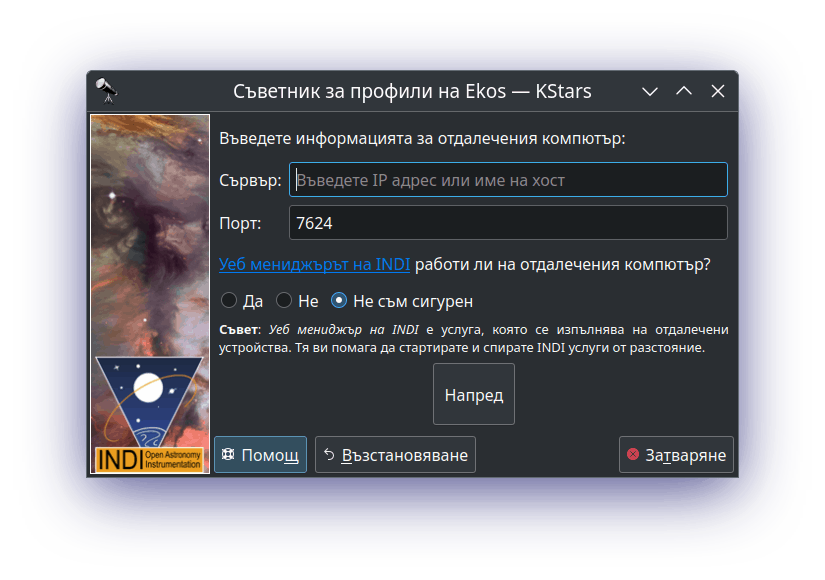 Съветник за профили на Ekos — KStars
Въведете информацията за отдалечения компютър:
Сървър: Въведете IP адрес или име на хост
Порт: 7624
Уеб мениджърът на INDI работи ли на отдалечения компютър?
Да Не Не съм сигурен
Съвет: Уеб мениджър на INDI е услуга, която се изпълнява на отдалечени
устройства. Тя ви помага да стартирате и спирате INDI услуги от разстояние.
Напред
INDI Open Astronomy
Instrumentation
Помощ Възстановяване Затваряне